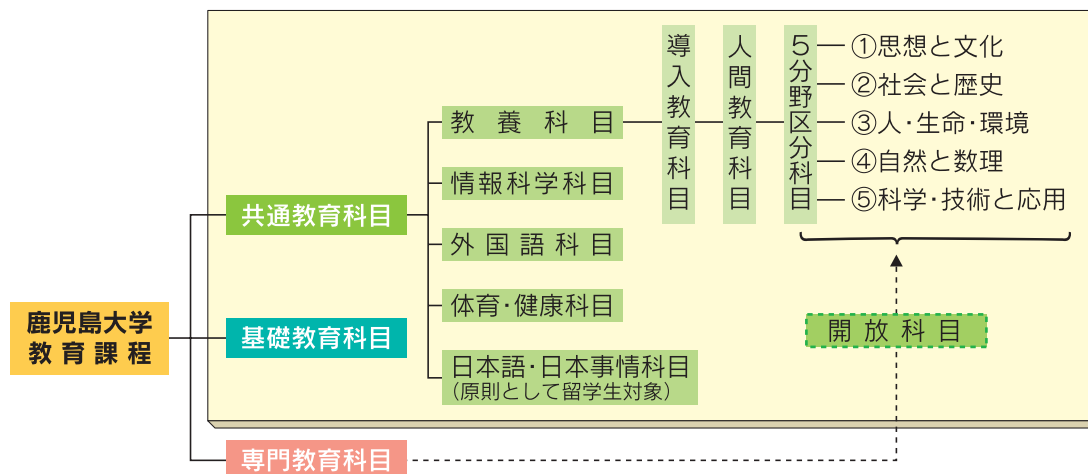 鹿児島大学
教育課程
共通教育科目
基礎教育科目
専門教育科目
教養科目
情報科学科目
外国語科目
体育・健康科目
日本語・日本事情科目
（原則として留学生対象）
導入教育科目
人間教育科目
5分野区分科目
①思想と文化
②社会と歴史
③人・生命・環境
④自然と数理
⑤科学・技術と応用
開放科目